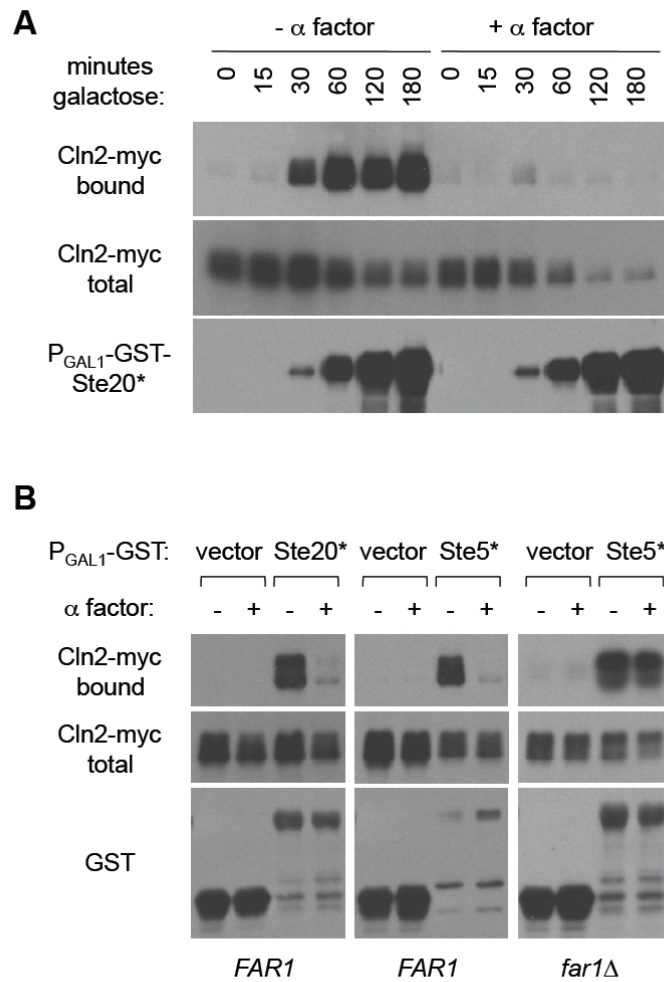 A
- α factor + α factor
minutes
galactose:
0 15 30 60 120 180 0 15 30 60 120 180
Cln2-myc
bound
Cln2-myc
total
PGAL1-GST-
Ste20*
B
PGAL1-GST: vector Ste20* vector Ste5* vector Ste5*
α factor: - + - + - + - + - + - +
Cln2-myc
bound
Cln2-myc
total
GST
FAR1 FAR1 far1Δ